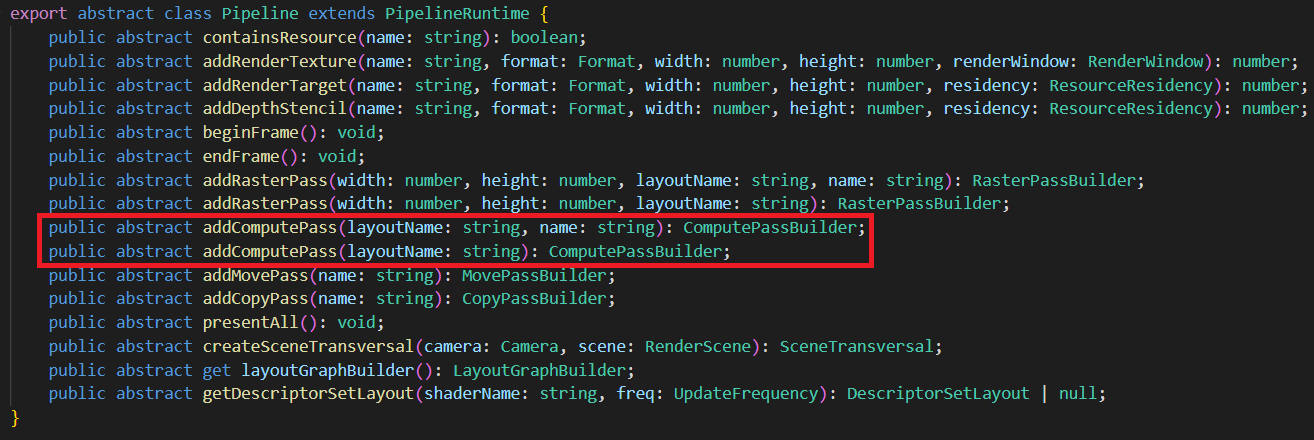 export abstract class Pipeline extends PipelineRuntime {
    public abstract containsResource(name: string): boolean;
    public abstract addRenderTexture(name: string, format: Format, width: number, height: number, renderWindow: RenderWindow): number;
    public abstract addRenderTarget(name: string, format: Format, width: number, height: number, residency: ResourceResidency): number;
    public abstract addDepthStencil(name: string, format: Format, width: number, height: number, residency: ResourceResidency): number;
    public abstract beginFrame(): void;
    public abstract endFrame(): void;
    public abstract addRasterPass(width: number, height: number, layoutName: string, name: string): RasterPassBuilder;
    public abstract addRasterPass(width: number, height: number, layoutName: string): RasterPassBuilder;
    public abstract addComputePass(layoutName: string, name: string): ComputePassBuilder;
    public abstract addComputePass(layoutName: string): ComputePassBuilder;
    public abstract addMovePass(name: string): MovePassBuilder;
    public abstract addCopyPass(name: string): CopyPassBuilder;
    public abstract presentAll(): void;
    public abstract createSceneTransversal(camera: Camera, scene: RenderScene): SceneTransversal;
    public abstract get layoutGraphBuilder(): LayoutGraphBuilder;
    public abstract getDescriptorSetLayout(shaderName: string, freq: UpdateFrequency): DescriptorSetLayout | null;
}